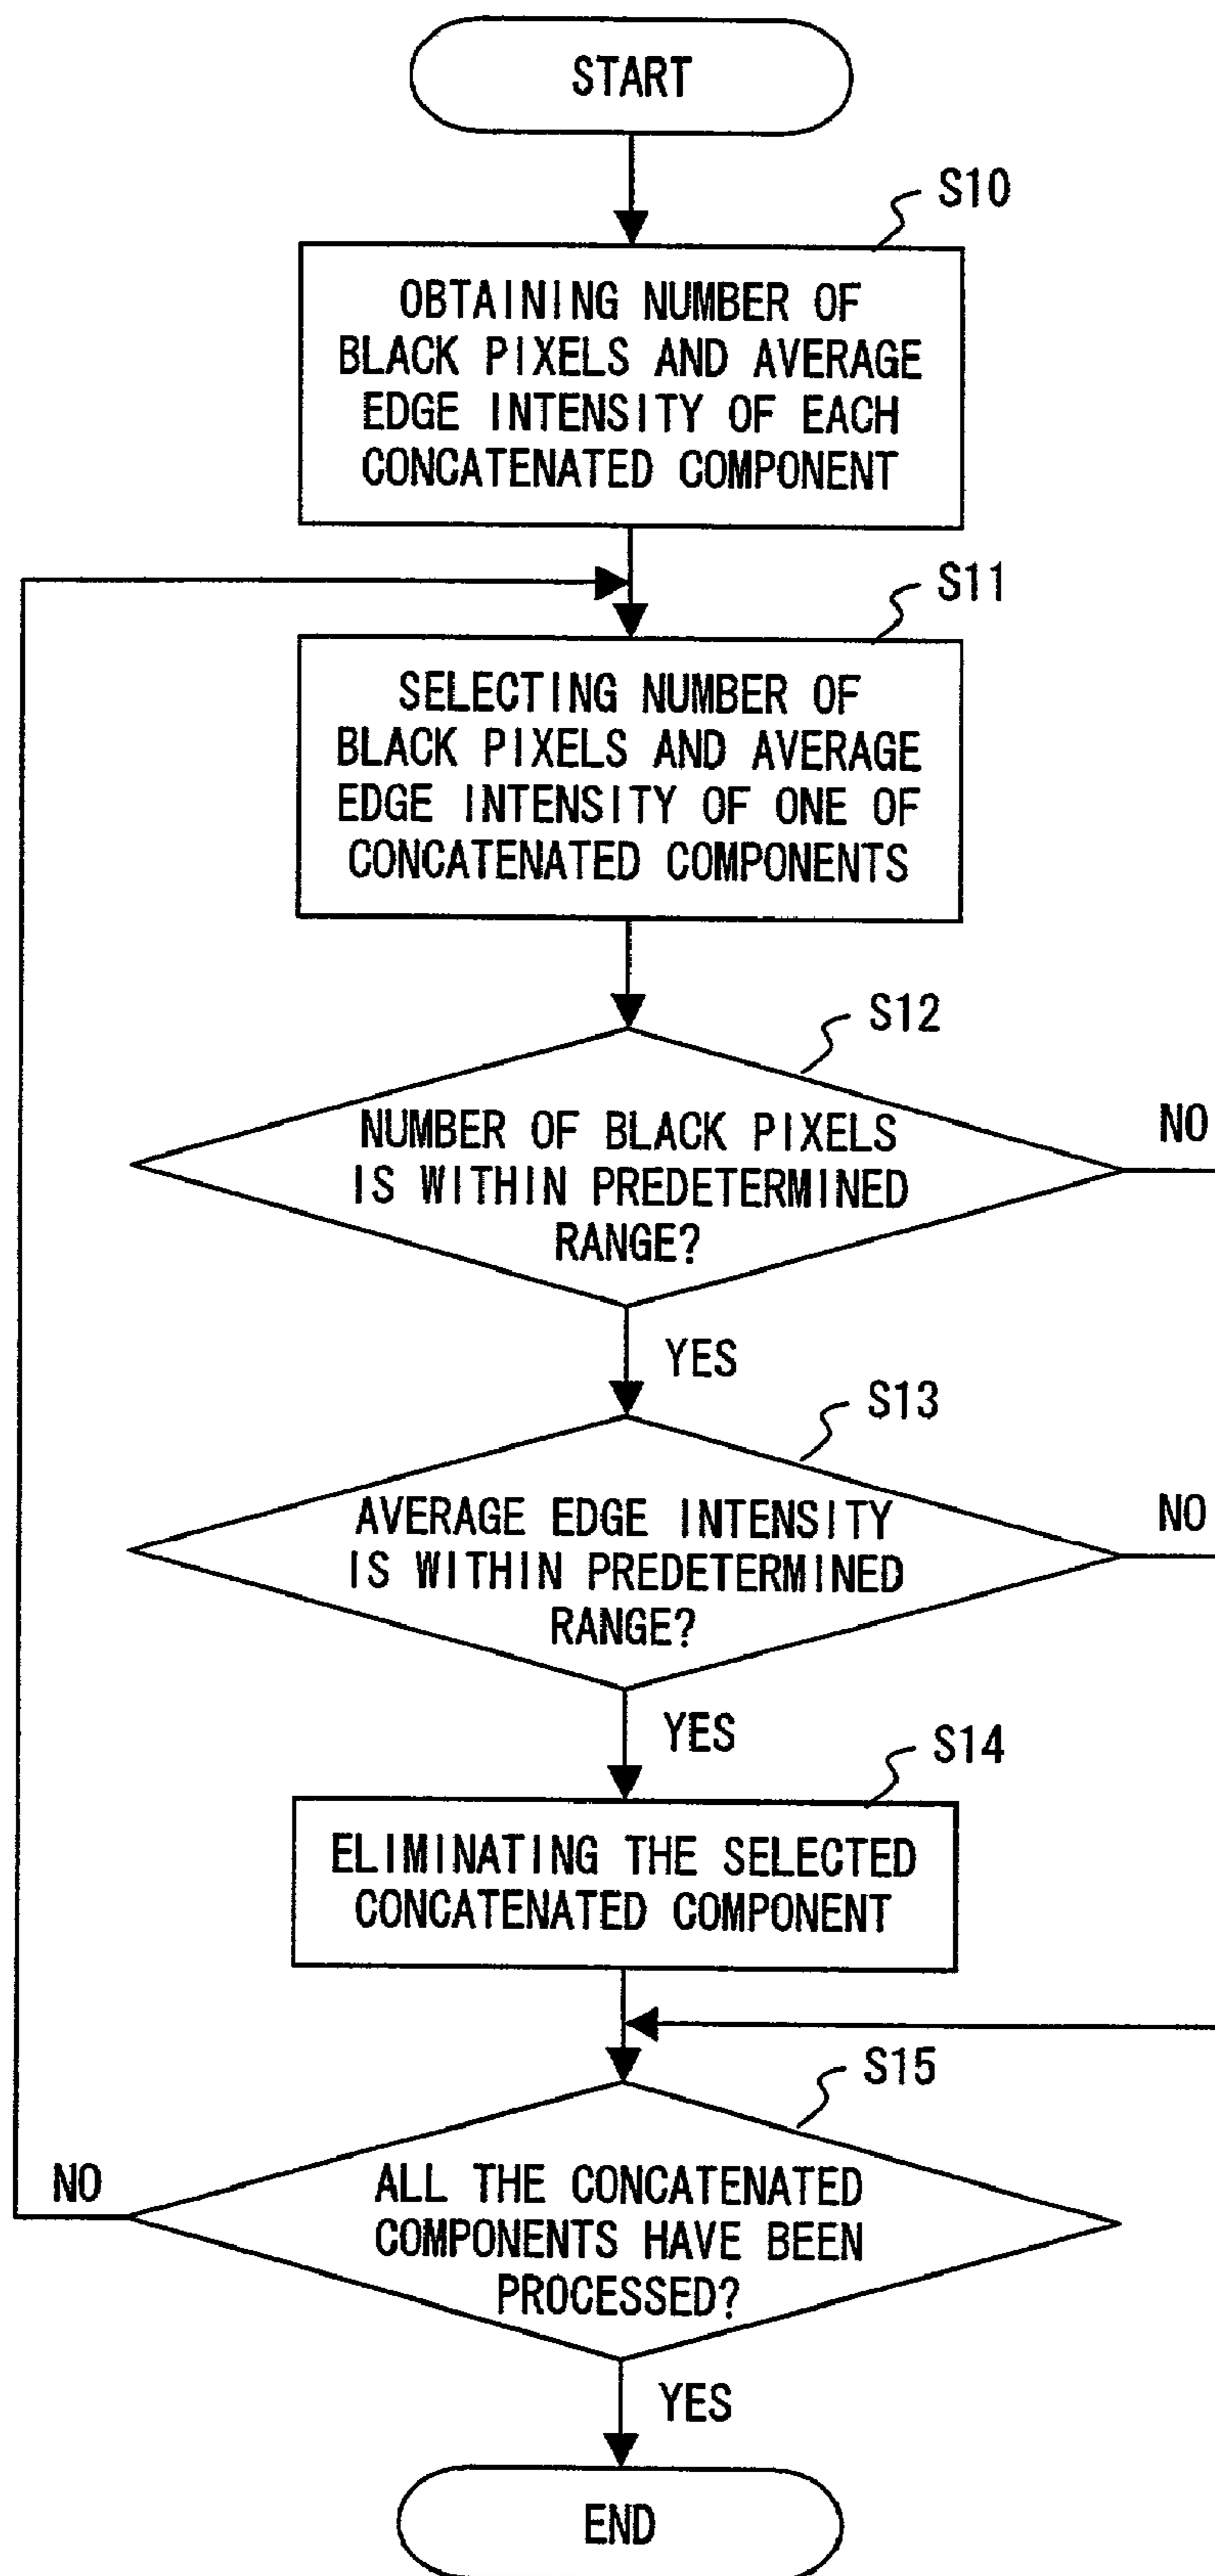 START
S10
OBTAINING NUMBER OF
BLACK PIXELS AND AVERAGE
EDGE INTENSITY OF EACH
CONCATENATED COMPONENT
S11
SELECTING NUMBER OF
BLACK PIXELS AND AVERAGE
EDGE INTENSITY OF ONE OF
CONCATENATED COMPONENTS
S12
NUMBER OF BLACK PIXELS
IS WITHIN PREDETERMINED
RANGE?
NO
YES
S13
AVERAGE EDGE INTENSITY
IS WITHIN PREDETERMINED
RANGE?
NO
YES
S14
ELIMINATING THE SELECTED
CONCATENATED COMPONENT
S15
ALL THE CONCATENATED
COMPONENTS HAVE BEEN
PROCESSED?
NO
YES
END